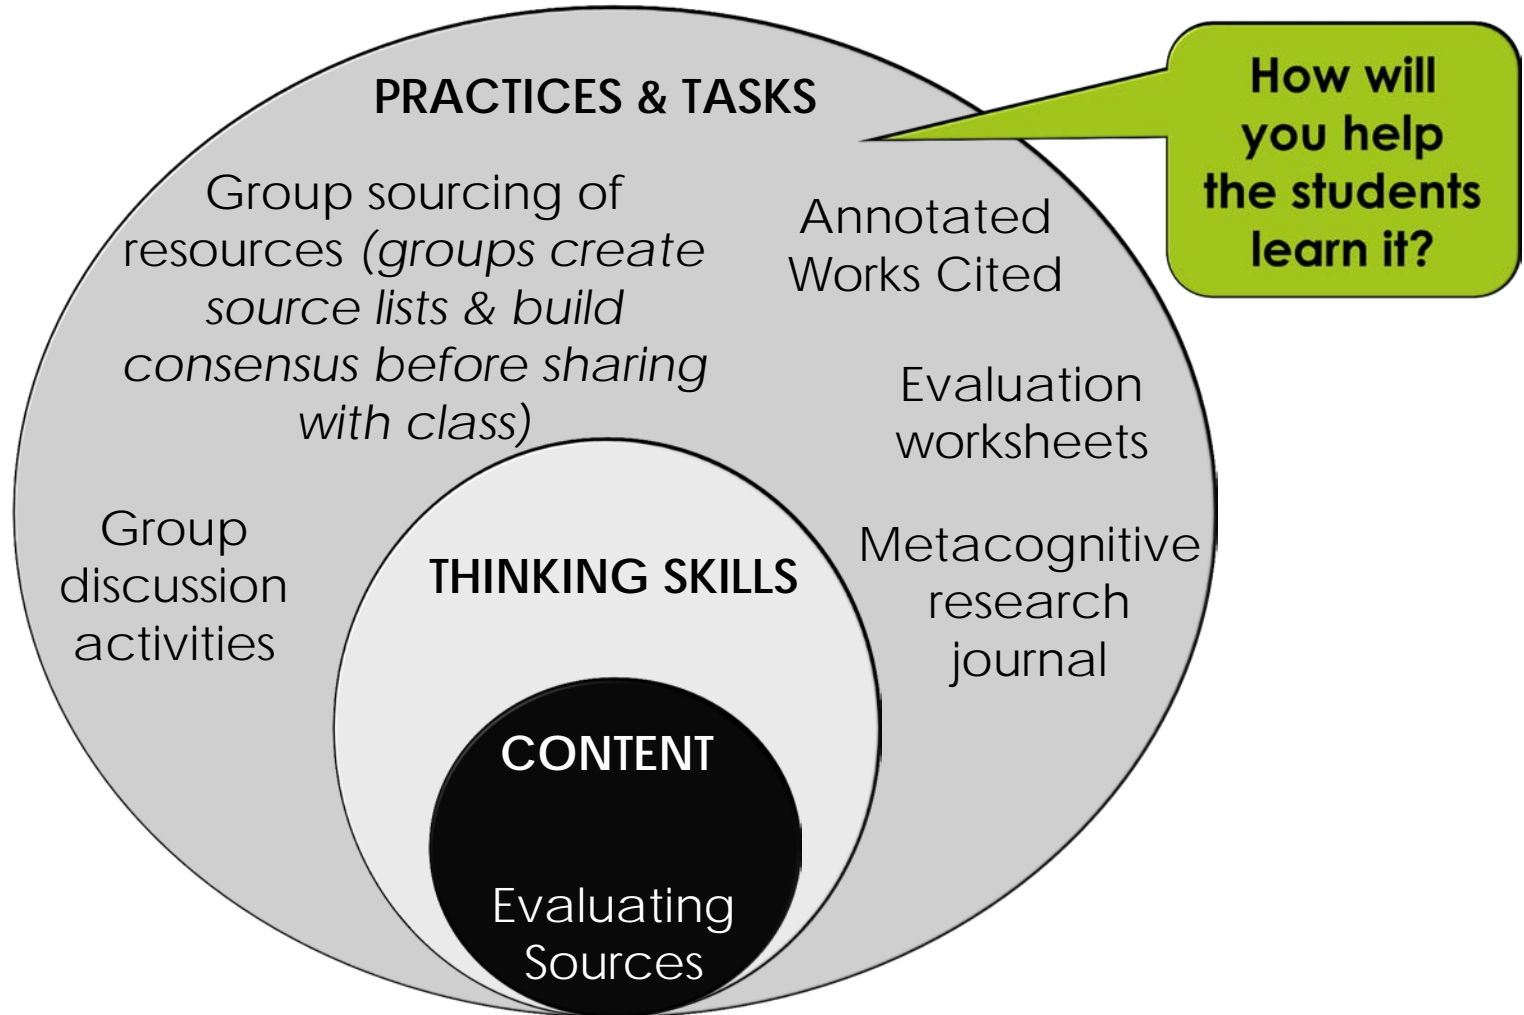 PRACTICES & TASKS
How will
you help
the students
learn it?
Group sourcing of
resources (groups create
source lists & build
consensus before sharing
with class)
Annotated
Works Cited
Evaluation
worksheets
Group
discussion
activities
Metacognitive
research
journal
THINKING SKILLS
CONTENT
Evaluating
Sources